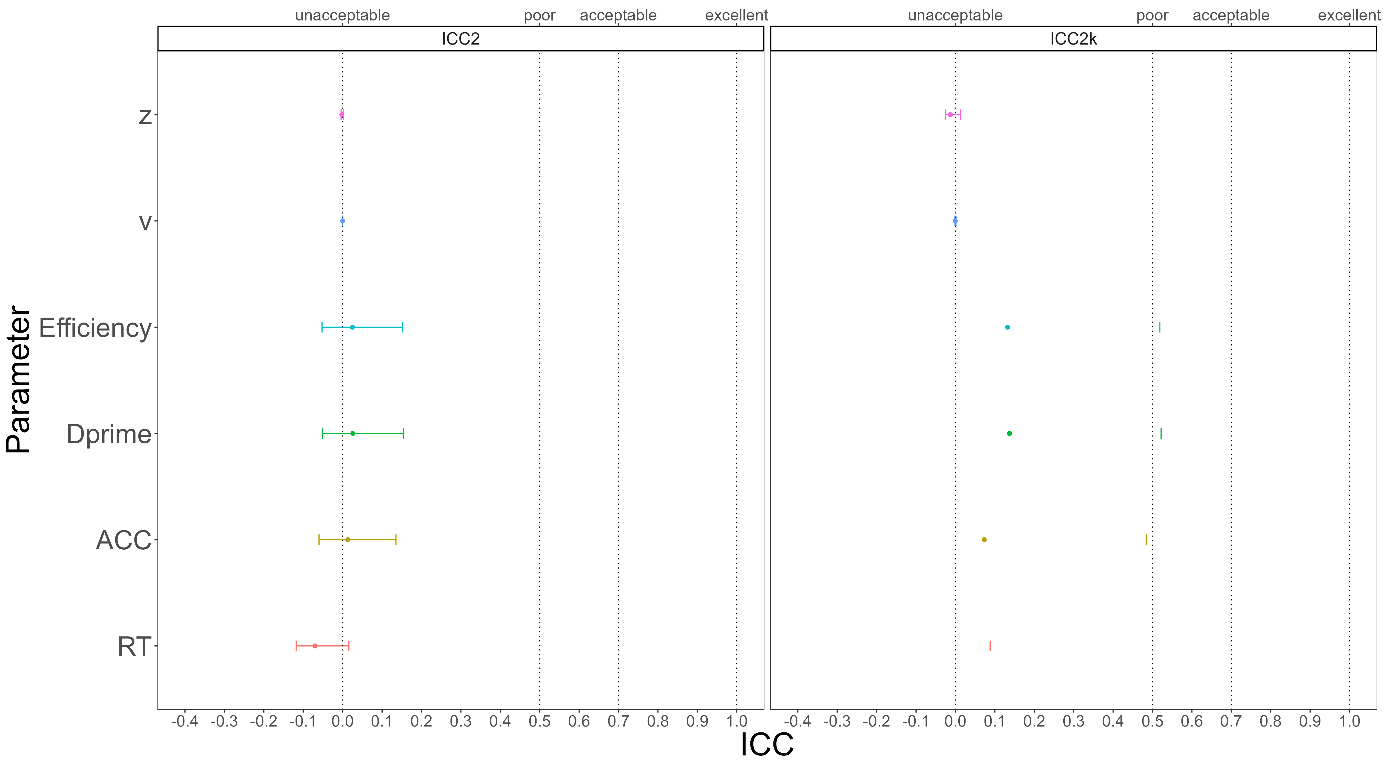 unacceptable poor acceptable excellent unacceptable poor acceptable excellent
ICC2 ICC2k
z
v
Efficiency
Dprime
ACC
RT
Parameter
-0.4 -0.3 -0.2 -0.1 0.0 0.1 0.2 0.3 0.4 0.5 0.6 0.7 0.8 0.9 1.0 -0.4 -0.3 -0.2 -0.1 0.0 0.1 0.2 0.3 0.4 0.5 0.6 0.7 0.8 0.9 1.0
ICC